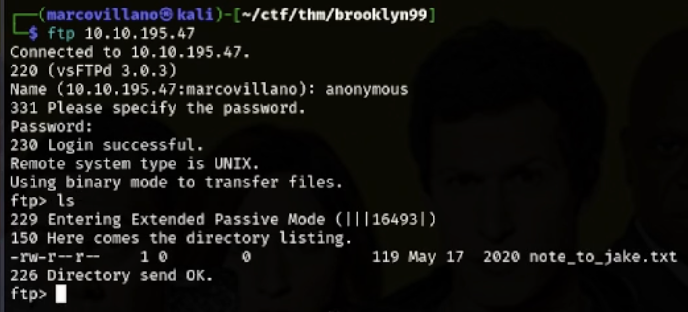 (marcovillano㉿kali)-[~/ctf/thm/brooklyn99]
$ ftp 10.10.195.47
Connected to 10.10.195.47.
220 (vsFTPd 3.0.3)
Name (10.10.195.47:marcovillano): anonymous
331 Please specify the password.
Password:
230 Login successful.
Remote system type is UNIX.
Using binary mode to transfer files.
ftp> ls
229 Entering Extended Passive Mode (|||16493|)
150 Here comes the directory listing.
-rw-r--r--    1 0        0             119 May 17  2020 note_to_jake.txt
226 Directory send OK.
ftp>